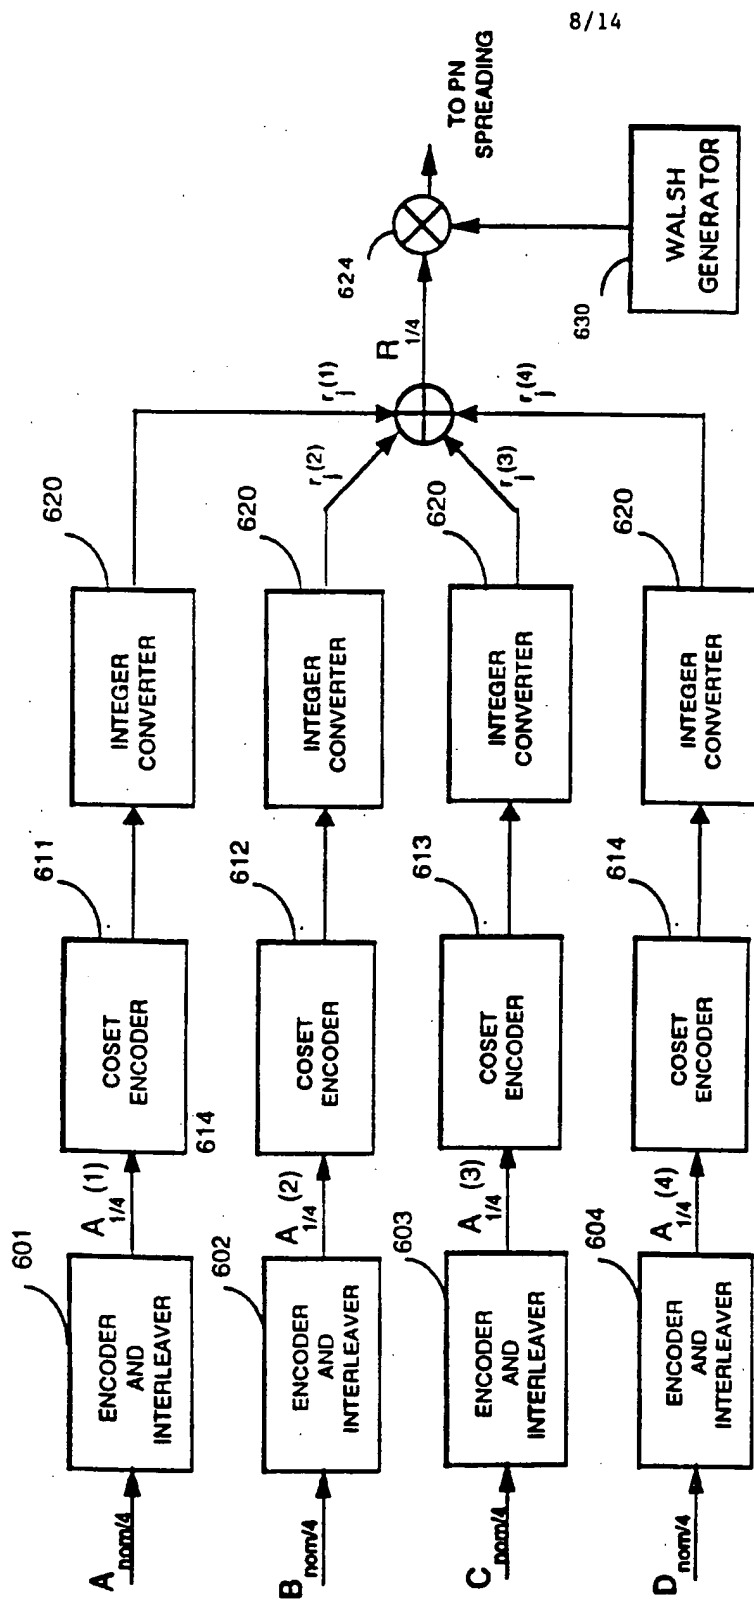 8/14
A nom/4
601
ENCODER
AND
INTERLEAVER
A 1/4 (1)
614
COSET
ENCODER
611
INTEGER
CONVERTER
620
r j (1)
B nom/4
602
ENCODER
AND
INTERLEAVER
A 1/4 (2)
COSET
ENCODER
612
INTEGER
CONVERTER
620
r j (2)
C nom/4
603
ENCODER
AND
INTERLEAVER
A 1/4 (3)
COSET
ENCODER
613
INTEGER
CONVERTER
620
r j (3)
D nom/4
604
ENCODER
AND
INTERLEAVER
A 1/4 (4)
COSET
ENCODER
614
INTEGER
CONVERTER
620
r j (4)
R 1/4
624
TO PN
SPREADING
630
WALSH
GENERATOR